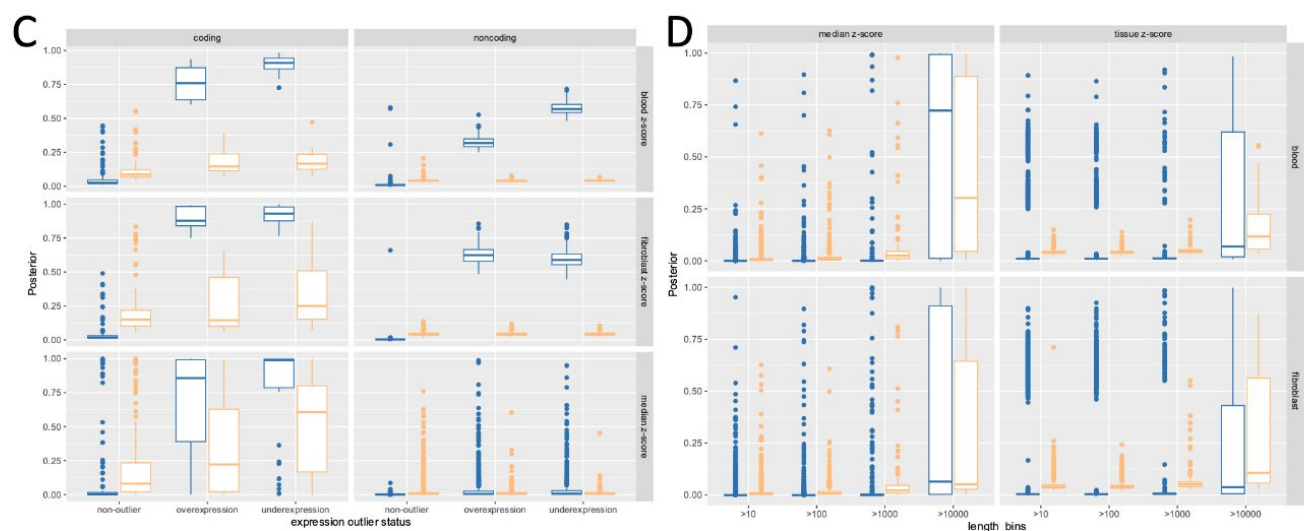 C
coding
noncoding
1.00
0.75
0.50
0.25
0.00
blood z-score
1.00
0.75
0.50
0.25
0.00
fibroblast z-score
1.00
0.75
0.50
0.25
0.00
median z-score
Posterior
non-outlier
overexpression
underexpression
non-outlier
overexpression
underexpression
expression outlier status
D
median z-score
tissue z-score
1.00
0.75
0.50
0.25
0.00
blood
1.00
0.75
0.50
0.25
0.00
fibroblast
Posterior
>10
>100
>1000
>10000
>10
>100
>1000
>10000
length_bins